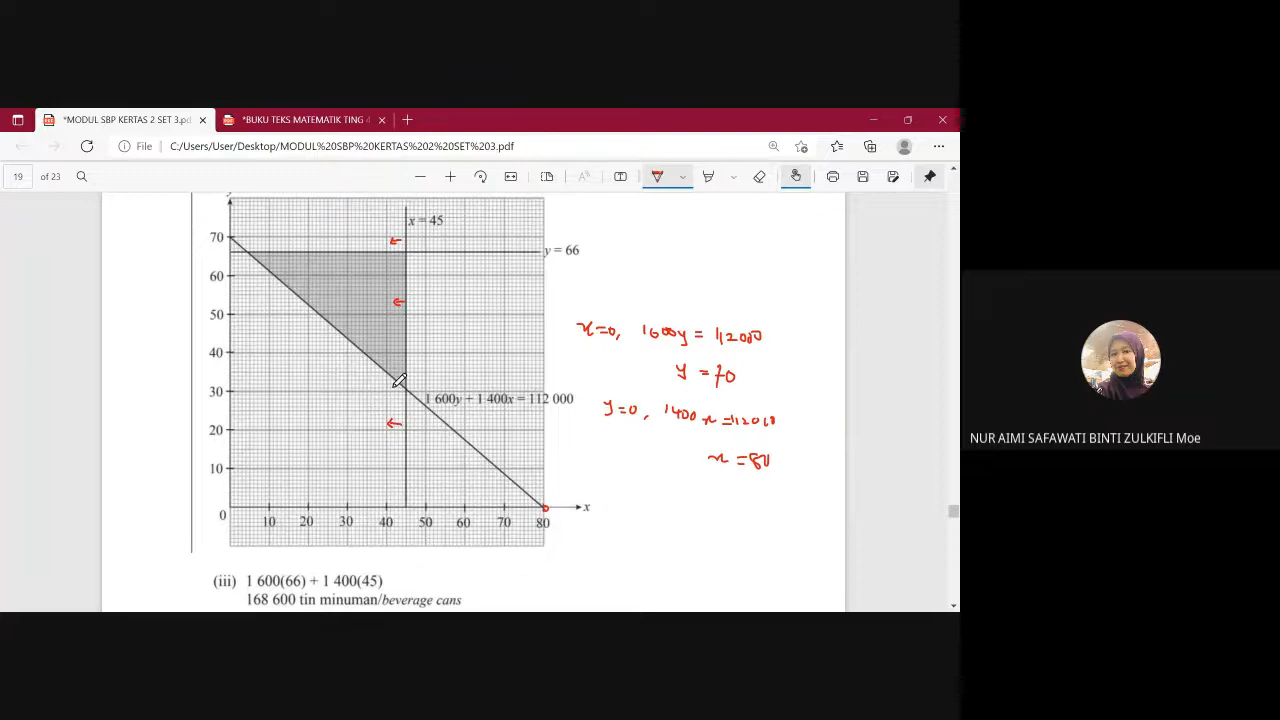 *MODUL SBP KERTAS 2 SET 3.pd
*BUKU TEKS MATEMATIK TING 4
File
C:/Users/User/Desktop/MODUL%20SBP%20KERTAS%202%20SET%203.pdf
19 of 23
x = 45
70
y = 66
60
50
40
30
20
10
0
10 20 30 40 50 60 70 80
x
1 600y + 1 400x = 112 000
x=0, 1600y = 112000
y = 70
y=0, 1400x = 112000
x = 80
(iii) 1 600(66) + 1 400(45)
168 600 tin minuman/beverage cans
NUR AIMI SAFAWATI BINTI ZULKIFLI Moe